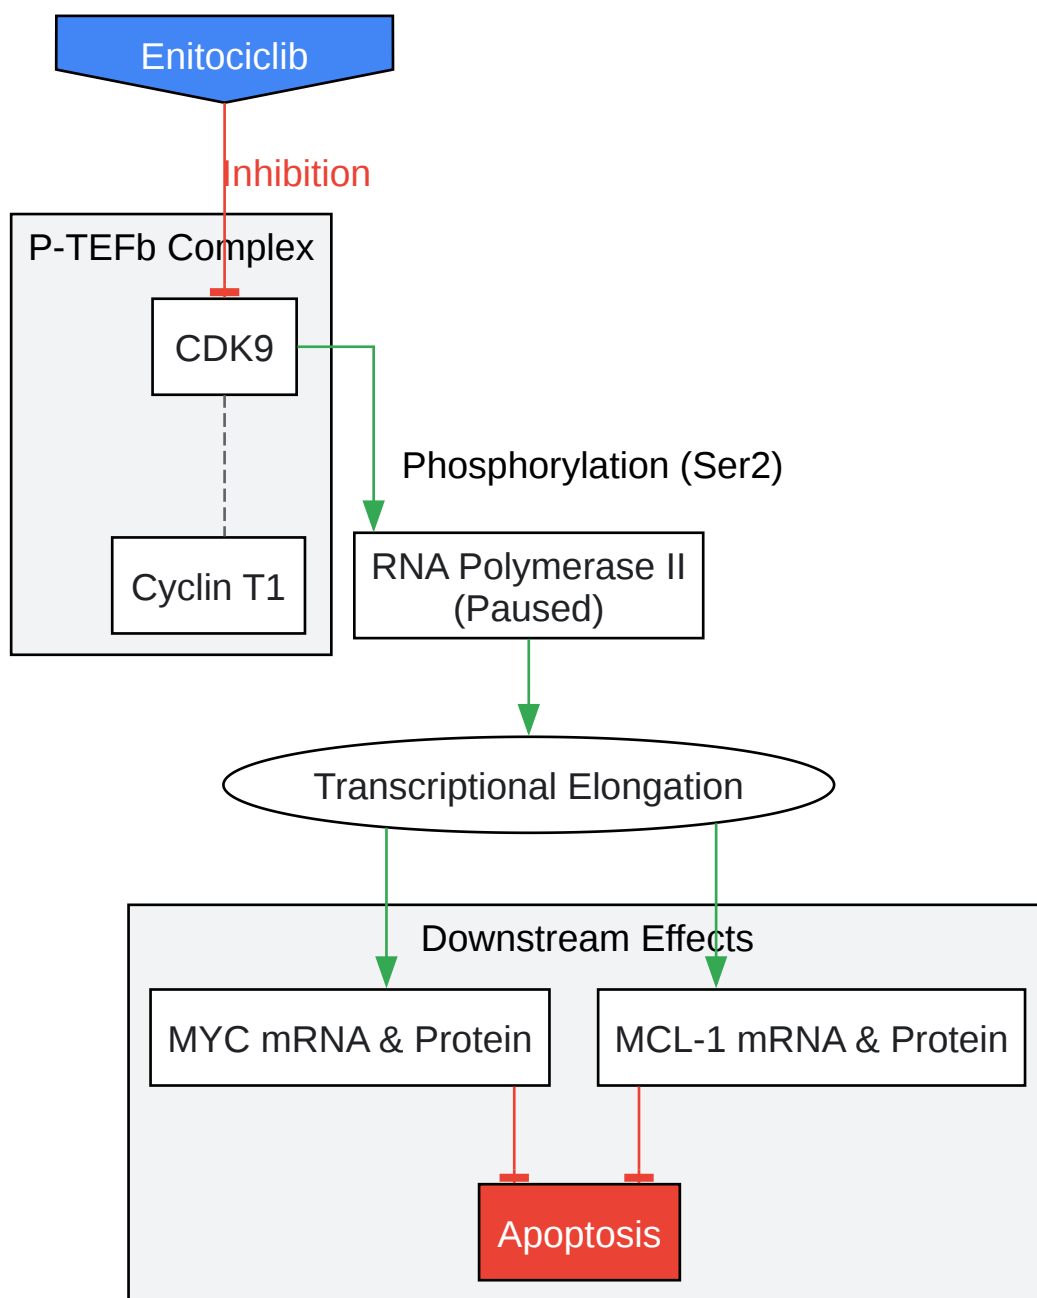 Enitociclib
Inhibition
P-TEFb Complex
CDK9
Phosphorylation (Ser2)
Cyclin T1
RNA Polymerase II
(Paused)
Transcriptional Elongation
Downstream Effects
MYC mRNA & Protein
MCL-1 mRNA & Protein
Apoptosis